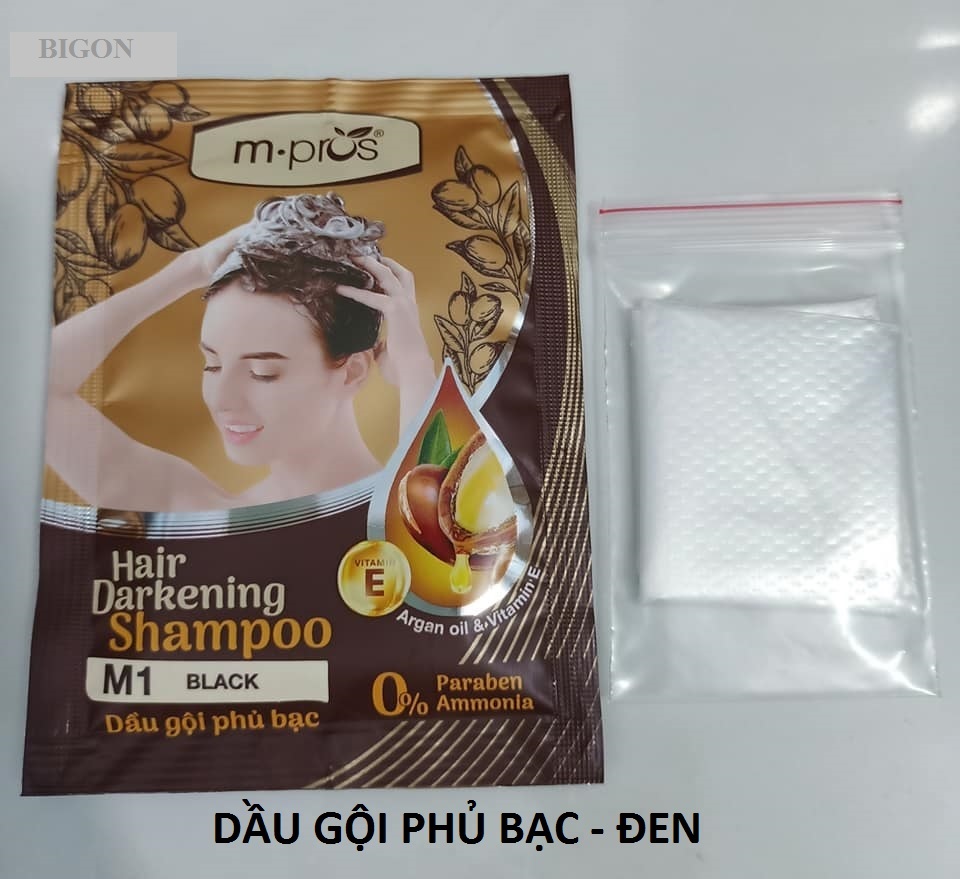 BIGON
m·pros®
VITAMIN
E
Argan oil & Vitamin E
Hair
Darkening
Shampoo
M1 BLACK
Dầu gội phủ bạc
0% Paraben
Ammonia
DẦU GỘI PHỦ BẠC - ĐEN